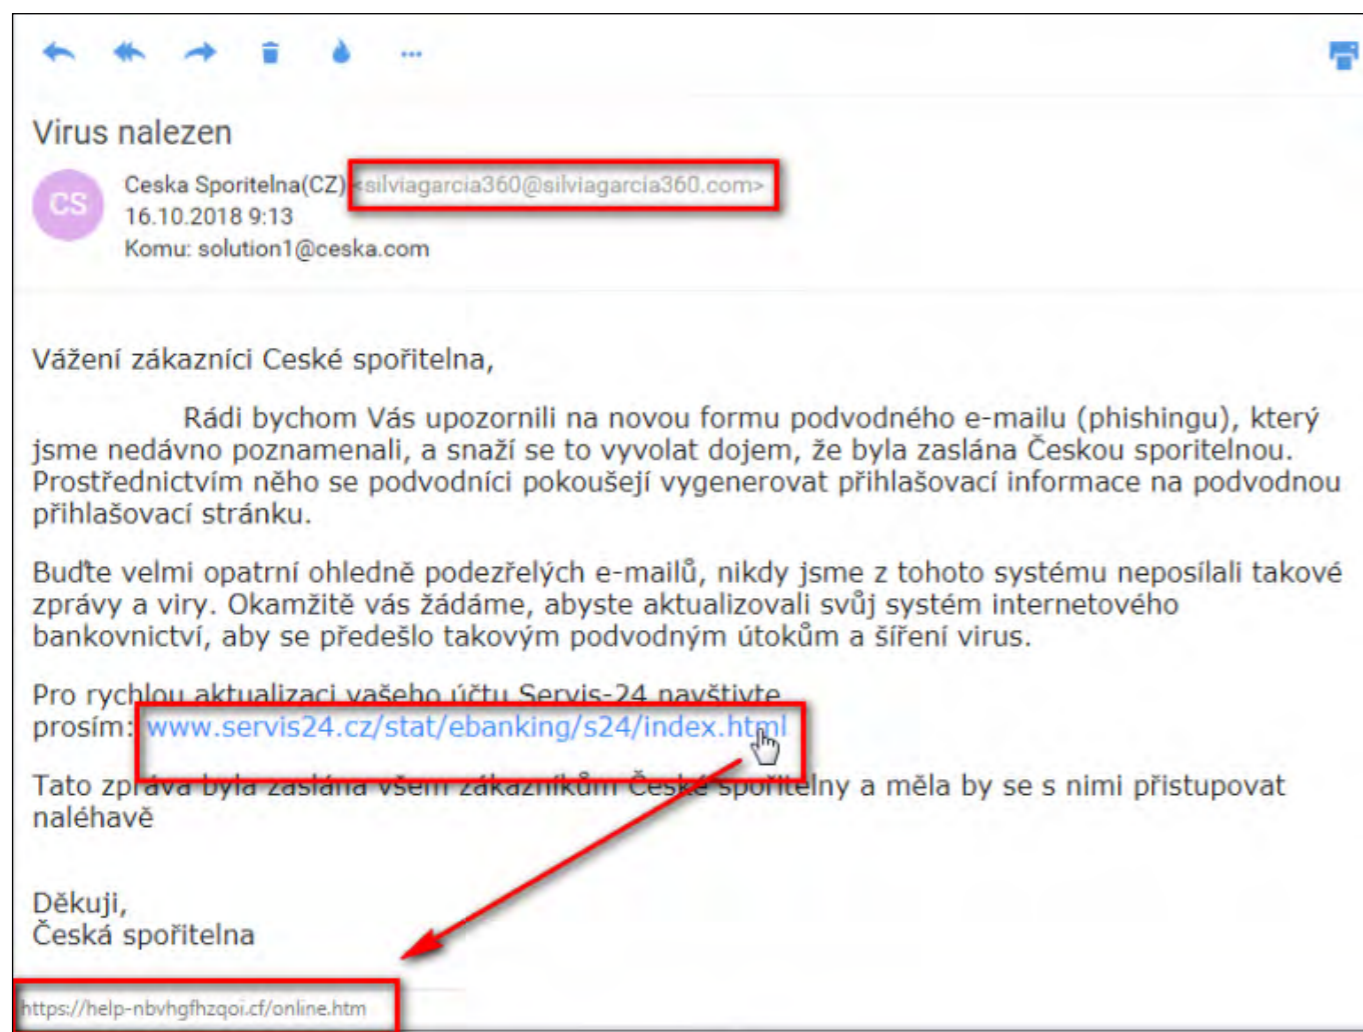 Virus nalezen
CS
Ceska Sporitelna(CZ) <silviagarcia360@silviagarcia360.com>
16.10.2018 9:13
Komu: solution1@ceska.com
Vážení zákazníci Ceské spořitelna,
Rádi bychom Vás upozornili na novou formu podvodného e-mailu (phishingu), který
jsme nedávno poznamenali, a snaží se to vyvolat dojem, že byla zaslána Českou sporitelnou.
Prostřednictvím něho se podvodníci pokoušejí vygenerovat přihlašovací informace na podvodnou
přihlašovací stránku.
Buďte velmi opatrní ohledně podezřelých e-mailů, nikdy jsme z tohoto systému neposílali takové
zprávy a viry. Okamžitě vás žádáme, abyste aktualizovali svůj systém internetového
bankovnictví, aby se předešlo takovým podvodným útokům a šíření virus.
Pro rychlou aktualizaci vašeho účtu Servis-24 navštivte
prosím: www.servis24.cz/stat/ebanking/s24/index.html
Tato zpráva byla zaslána všem zákazníkům České spořitelny a měla by se s nimi přistupovat
naléhavě
Děkuji,
Česká spořitelna
https://help-nbvhgfhzqoi.cf/online.htm